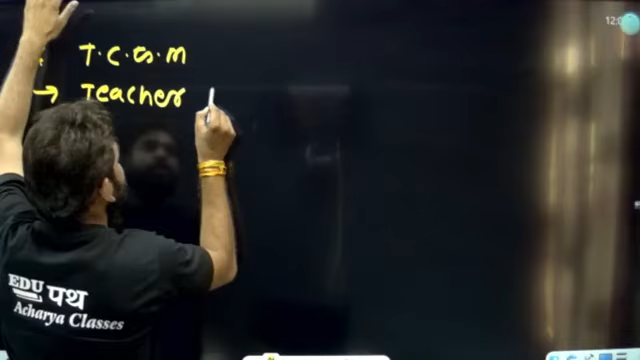 T.C.S.M
→ Teacher
EDU पथ
Acharya Classes